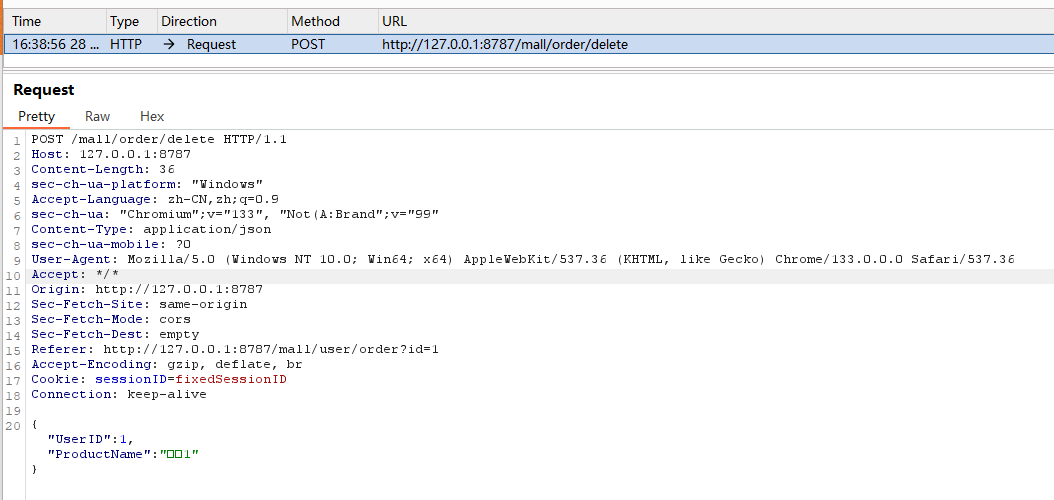 Time Type Direction Method URL
16:38:56 28 ... HTTP → Request POST http://127.0.0.1:8787/mall/order/delete
Request
Pretty Raw Hex
1 POST /mall/order/delete HTTP/1.1
2 Host: 127.0.0.1:8787
3 Content-Length: 36
4 sec-ch-ua-platform: "Windows"
5 Accept-Language: zh-CN,zh;q=0.9
6 sec-ch-ua: "Chromium";v="133", "Not(A:Brand";v="99"
7 Content-Type: application/json
8 sec-ch-ua-mobile: ?0
9 User-Agent: Mozilla/5.0 (Windows NT 10.0; Win64; x64) AppleWebKit/537.36 (KHTML, like Gecko) Chrome/133.0.0.0 Safari/537.36
10 Accept: */*
11 Origin: http://127.0.0.1:8787
12 Sec-Fetch-Site: same-origin
13 Sec-Fetch-Mode: cors
14 Sec-Fetch-Dest: empty
15 Referer: http://127.0.0.1:8787/mall/user/order?id=1
16 Accept-Encoding: gzip, deflate, br
17 Cookie: sessionID=fixedSessionID
18 Connection: keep-alive
19
20 {
"UserID":1,
"ProductName":"□□1"
}